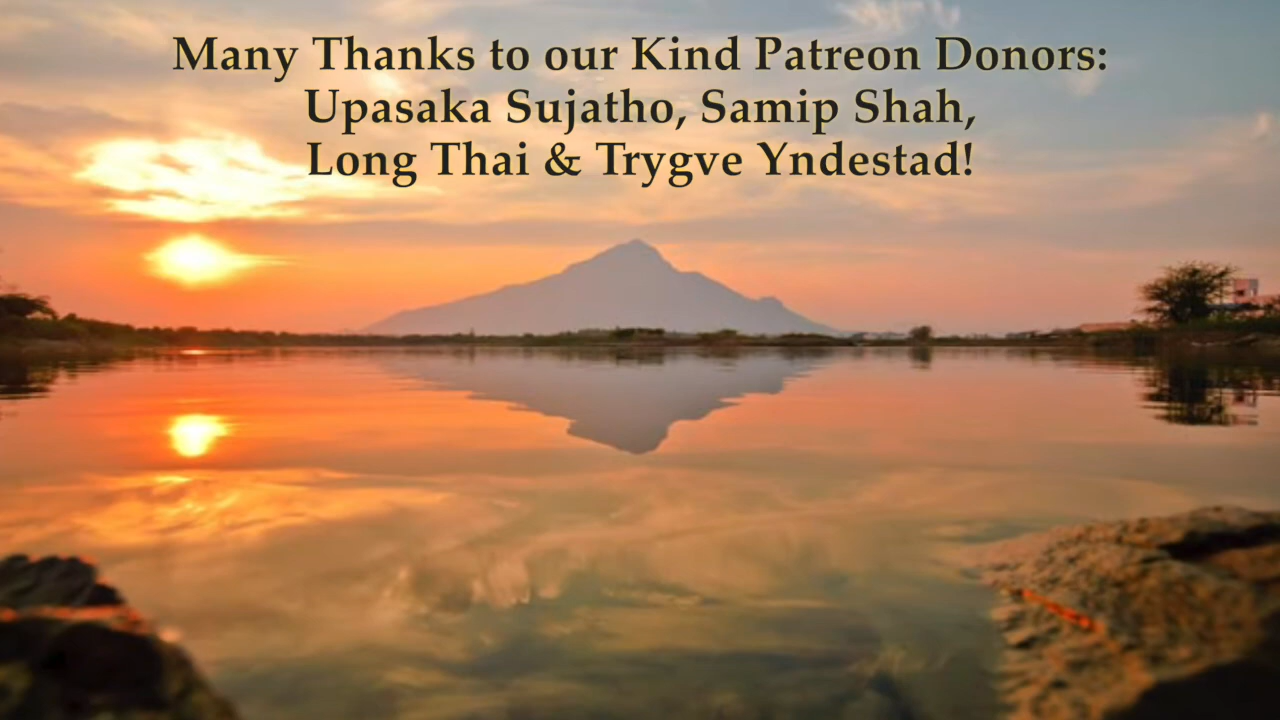 Many Thanks to our Kind Patreon Donors:
Upasaka Sujatho, Samip Shah,
Long Thai & Trygve Yndestad!